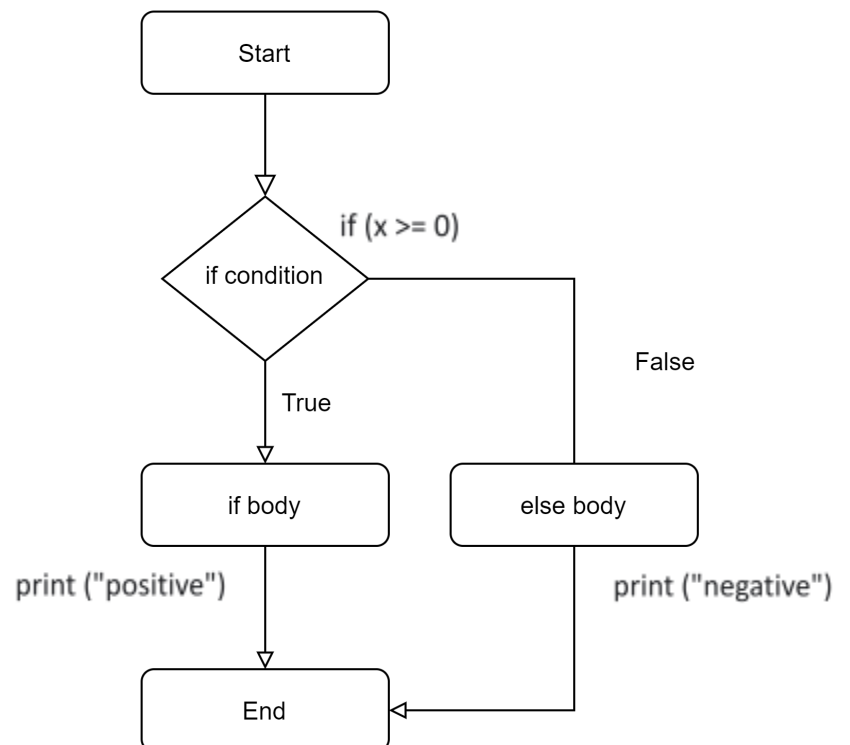 Start
if (x >= 0)
if condition
False
True
if body
else body
print ("positive")
print ("negative")
End